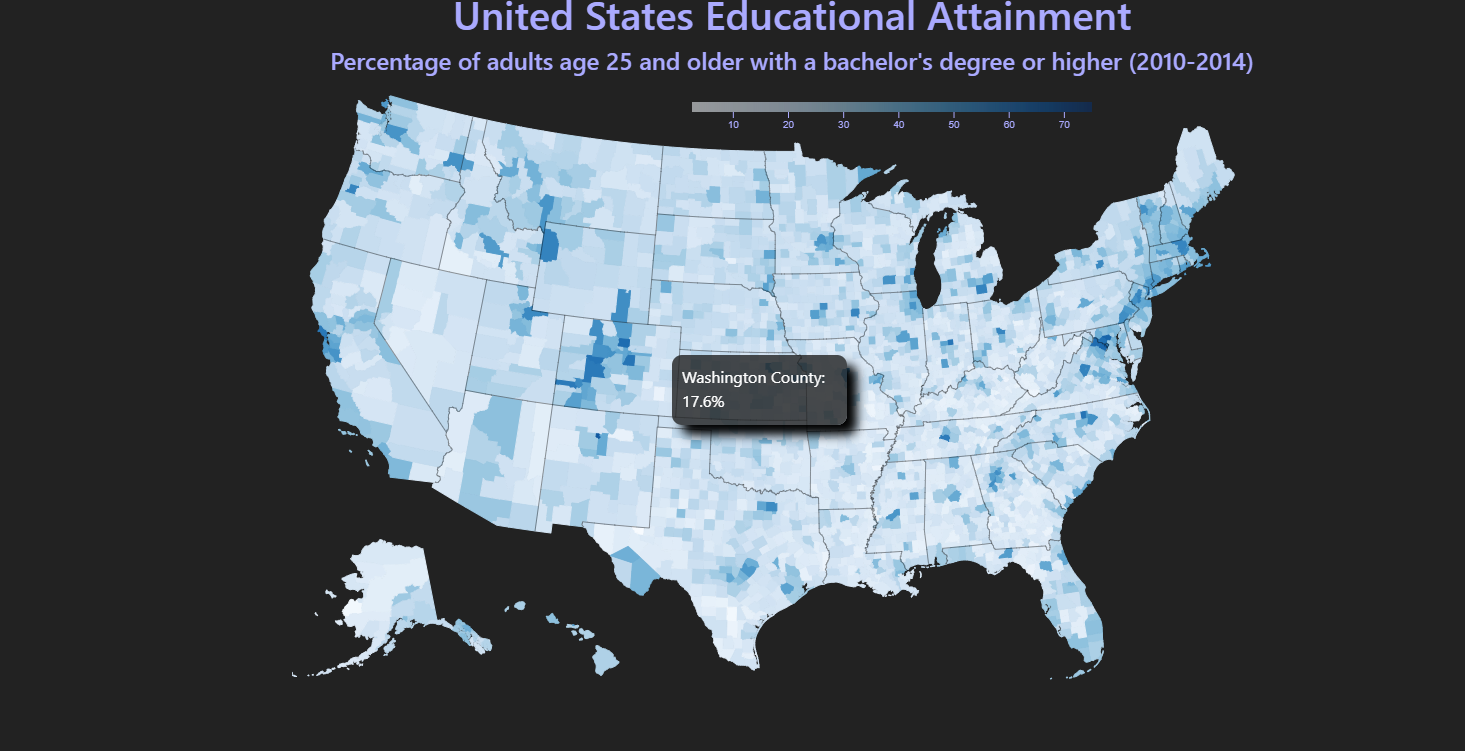 United States Educational Attainment
Percentage of adults age 25 and older with a bachelor's degree or higher (2010-2014)
10 20 30 40 50 60 70
Washington County:
17.6%